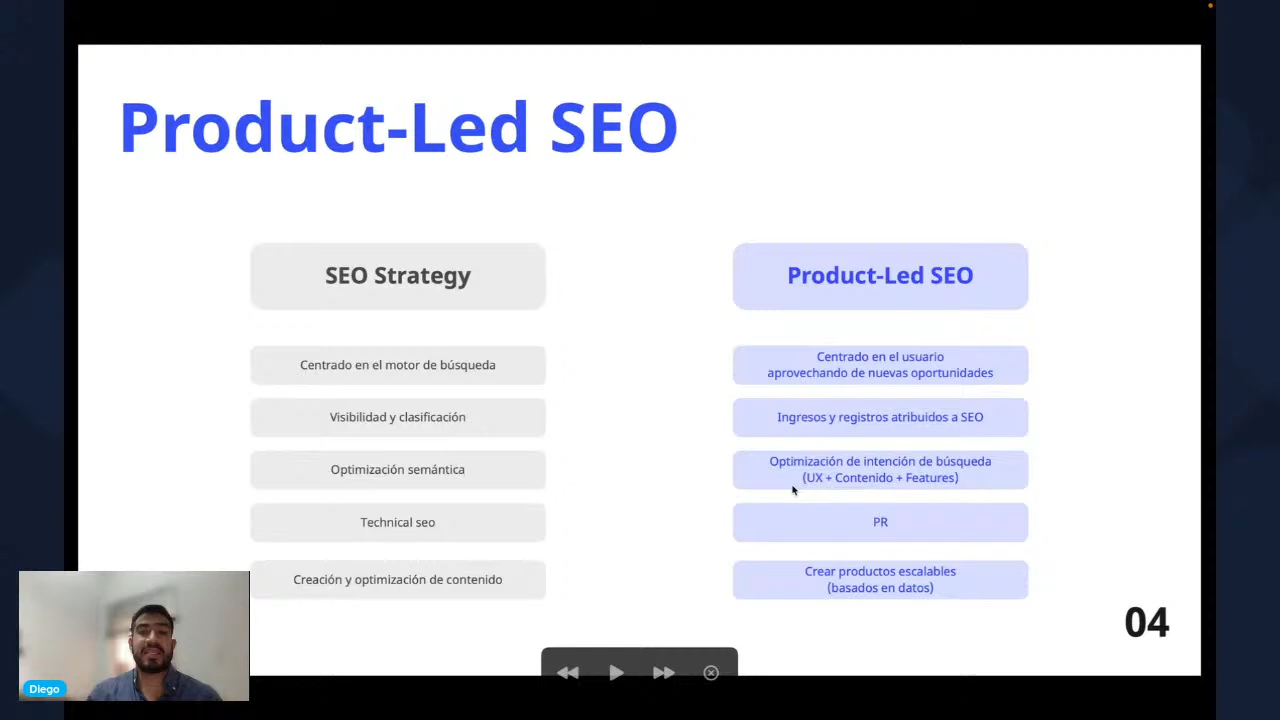 Product-Led SEO
SEO Strategy
Centrado en el motor de búsqueda
Visibilidad y clasificación
Optimización semántica
Technical seo
Creación y optimización de contenido
Product-Led SEO
Centrado en el usuario
aprovechando de nuevas oportunidades
Ingresos y registros atribuidos a SEO
Optimización de intención de búsqueda
(UX + Contenido + Features)
PR
Crear productos escalables
(basados en datos)
04
Diego